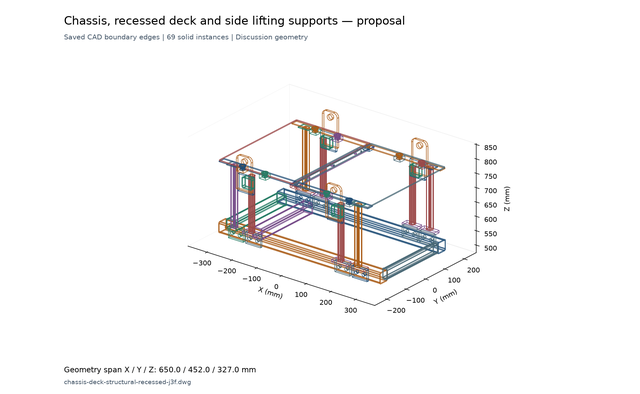 Chassis, recessed deck and side lifting supports — proposal
Saved CAD boundary edges | 69 solid instances | Discussion geometry
850
800
750
700
650
600
550
500
Z (mm)
−300
−200
−100
0
100
200
300
X (mm)
−200
−100
0
100
200
Y (mm)
Geometry span X / Y / Z: 650.0 / 452.0 / 327.0 mm
chassis-deck-structural-recessed-j3f.dwg